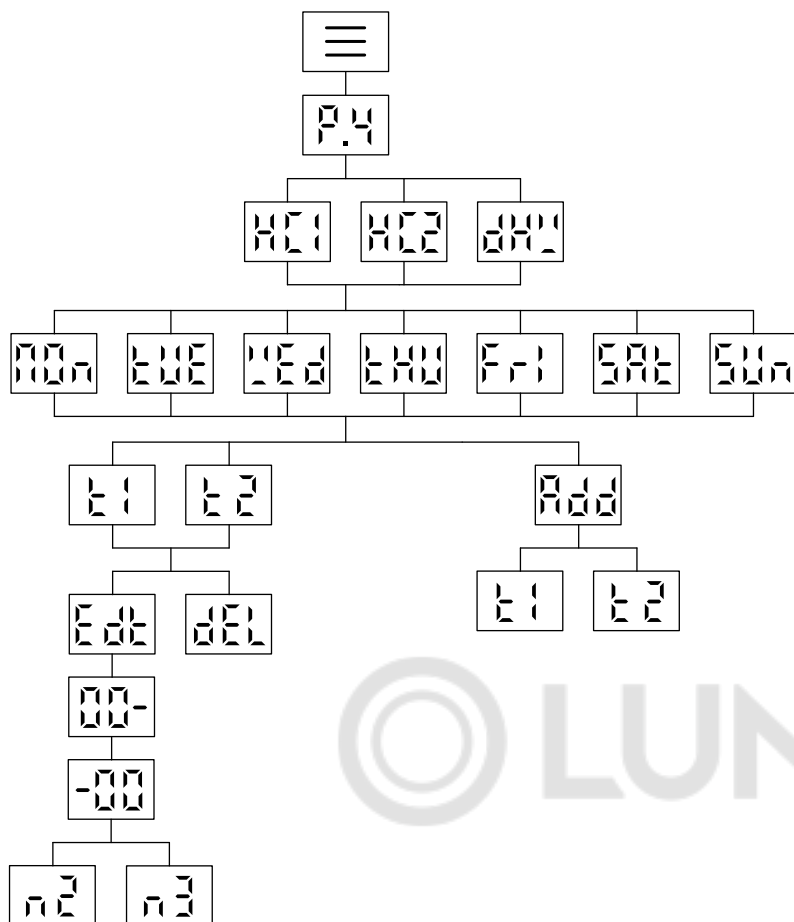 P.4
HC1 HC2 dHW
MOn tUE WEd tHU FrI SAt SUn
t1 t2 Add
t1 t2
Edt dEL
00-
-00
n2 n3
LUN